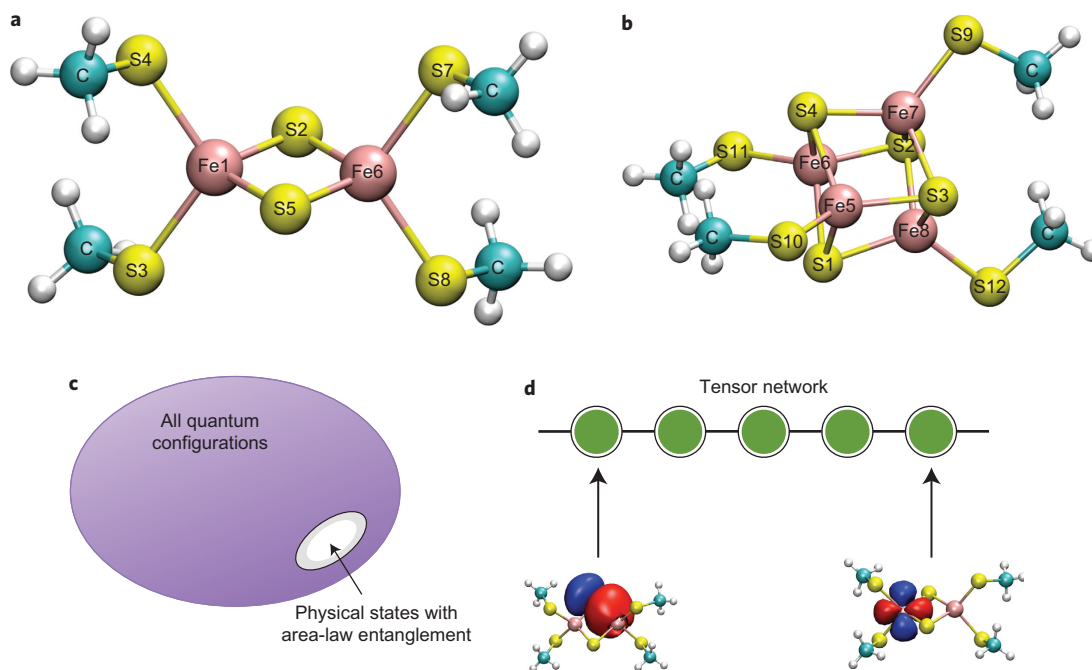 a
S4
C
S7
C
S2
Fe1
Fe6
S5
C
S3
S8
C
b
S9
C
S4
Fe7
S11
Fe6
S2
C
Fe5
S3
C
S10
Fe8
C
S1
S12
c
All quantum
configurations
Physical states with
area-law entanglement
d
Tensor network